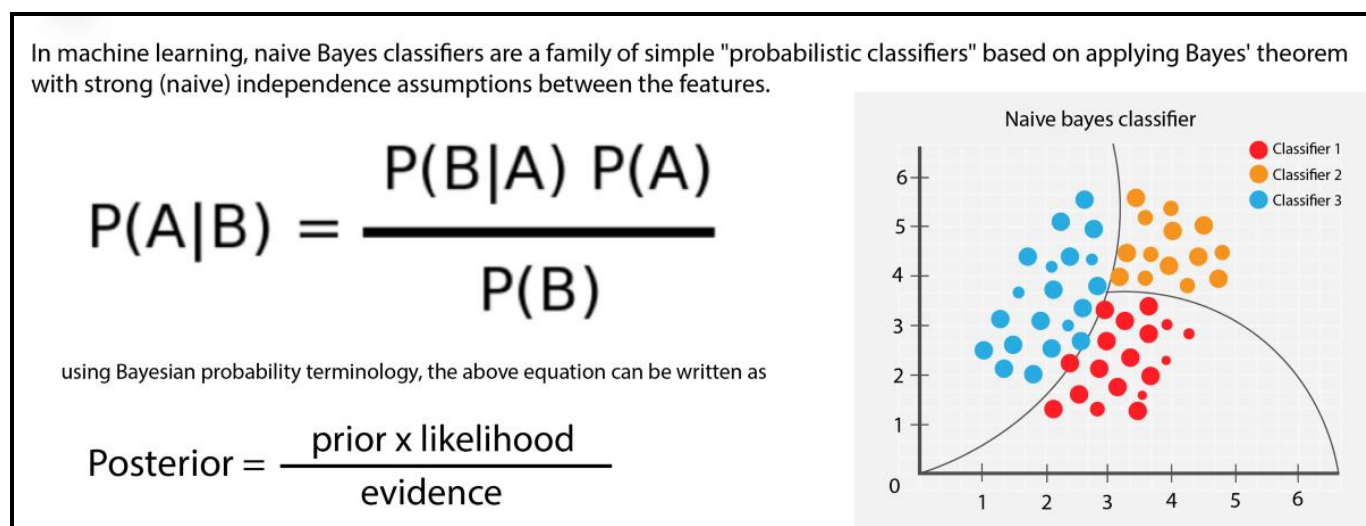 In machine learning, naive Bayes classifiers are a family of simple "probabilistic classifiers" based on applying Bayes' theorem
with strong (naive) independence assumptions between the features.
P(A|B) = P(B|A) P(A)
P(B)
using Bayesian probability terminology, the above equation can be written as
Posterior = prior x likelihood
evidence
Naive bayes classifier
Classifier 1
Classifier 2
Classifier 3
6
5
4
3
2
1
0
1 2 3 4 5 6